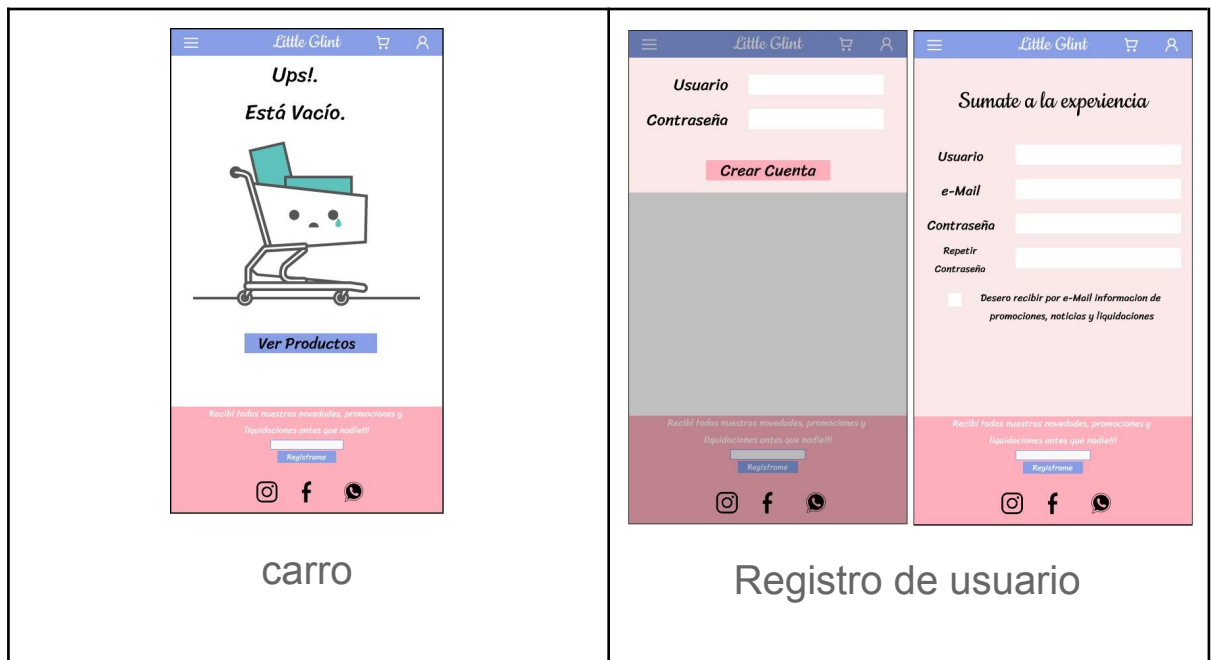 Little Glint
Ups!.
Está Vacío.
Ver Productos
Recibí todas nuestras novedades, promociones y
liquidaciones antes que nadie!!!
Registrame
carro
Little Glint
Usuario
Contraseña
Crear Cuenta
Recibí todas nuestras novedades, promociones y
liquidaciones antes que nadie!!!
Registrame
Little Glint
Sumate a la experiencia
Usuario
e-Mail
Contraseña
Repetir
Contraseña
Desero recibir por e-Mail informacion de
promociones, noticias y liquidaciones
Recibí todas nuestras novedades, promociones y
liquidaciones antes que nadie!!!
Registrame
Registro de usuario